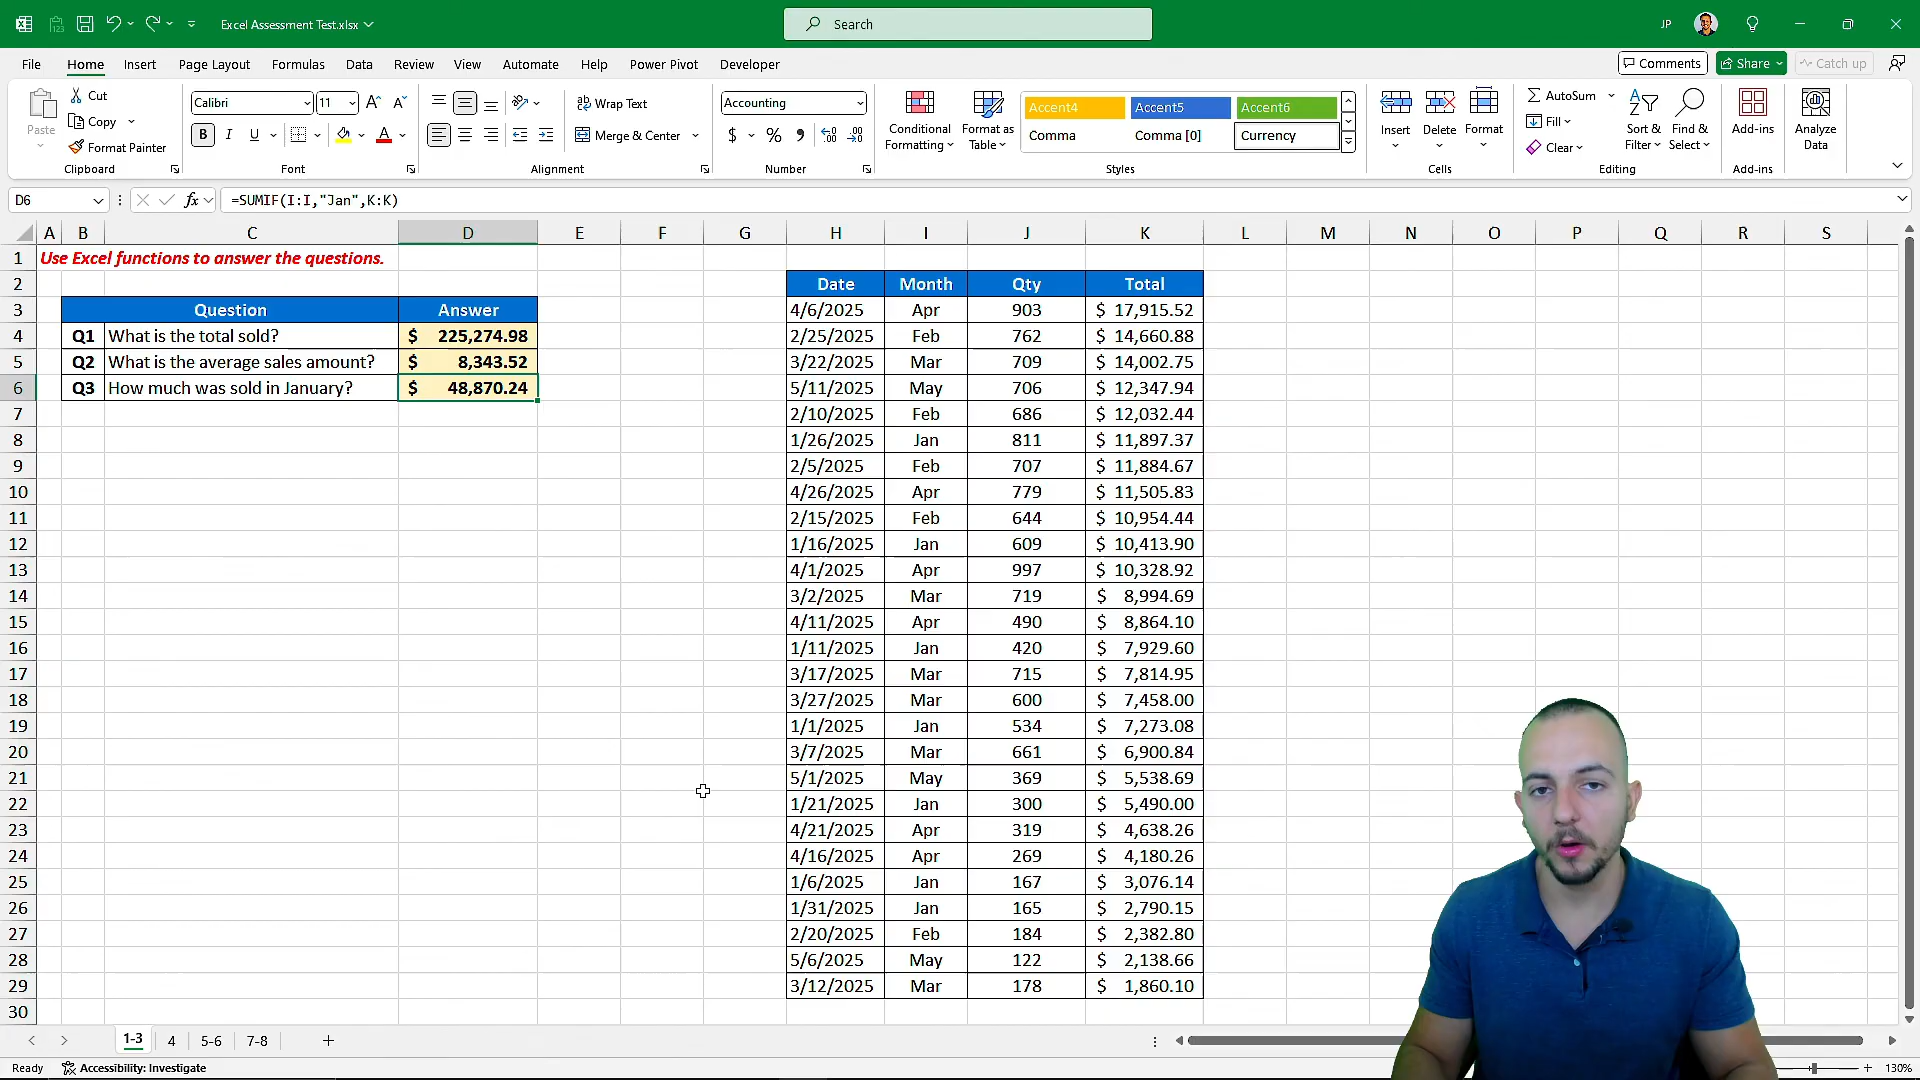 Excel Assessment Test.xlsx
Search
JP
File Home Insert Page Layout Formulas Data Review View Automate Help Power Pivot Developer
Comments Share Catch up
Paste
Cut
Copy
Format Painter
Clipboard
Calibri 11
B I U
Font
Wrap Text
Merge & Center
Alignment
Accounting
$ % ,
Number
Conditional Formatting
Format as Table
Accent4 Accent5 Accent6
Comma Comma [0] Currency
Styles
Insert Delete Format
Cells
AutoSum
Fill
Clear
Sort & Filter
Find & Select
Editing
Add-ins
Add-ins
Analyze Data
D6 fx =SUMIF(I:I,"Jan",K:K)
A B C D E F G H I J K L M N O P Q R S
1 Use Excel functions to answer the questions.
2 Date Month Qty Total
3 Question Answer 4/6/2025 Apr 903 $ 17,915.52
4 Q1 What is the total sold? $ 225,274.98 2/25/2025 Feb 762 $ 14,660.88
5 Q2 What is the average sales amount? $ 8,343.52 3/22/2025 Mar 709 $ 14,002.75
6 Q3 How much was sold in January? $ 48,870.24 5/11/2025 May 706 $ 12,347.94
7 2/10/2025 Feb 686 $ 12,032.44
8 1/26/2025 Jan 811 $ 11,897.37
9 2/5/2025 Feb 707 $ 11,884.67
10 4/26/2025 Apr 779 $ 11,505.83
11 2/15/2025 Feb 644 $ 10,954.44
12 1/16/2025 Jan 609 $ 10,413.90
13 4/1/2025 Apr 997 $ 10,328.92
14 3/2/2025 Mar 719 $ 8,994.69
15 4/11/2025 Apr 490 $ 8,864.10
16 1/11/2025 Jan 420 $ 7,929.60
17 3/17/2025 Mar 715 $ 7,814.95
18 3/27/2025 Mar 600 $ 7,458.00
19 1/1/2025 Jan 534 $ 7,273.08
20 3/7/2025 Mar 661 $ 6,900.84
21 5/1/2025 May 369 $ 5,538.69
22 1/21/2025 Jan 300 $ 5,490.00
23 4/21/2025 Apr 319 $ 4,638.26
24 4/16/2025 Apr 269 $ 4,180.26
25 1/6/2025 Jan 167 $ 3,076.14
26 1/31/2025 Jan 165 $ 2,790.15
27 2/20/2025 Feb 184 $ 2,382.80
28 5/6/2025 May 122 $ 2,138.66
29 3/12/2025 Mar 178 $ 1,860.10
30
1-3 4 5-6 7-8
Ready Accessibility: Investigate 130%